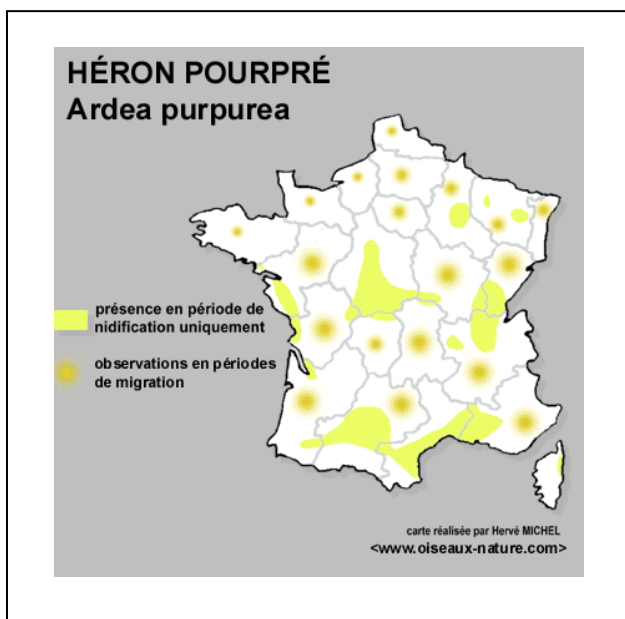 HÉRON POURPRÉ
Ardea purpurea
présence en période de
nidification uniquement
observations en périodes
de migration
carte réalisée par Hervé MICHEL
<www.oiseaux-nature.com>